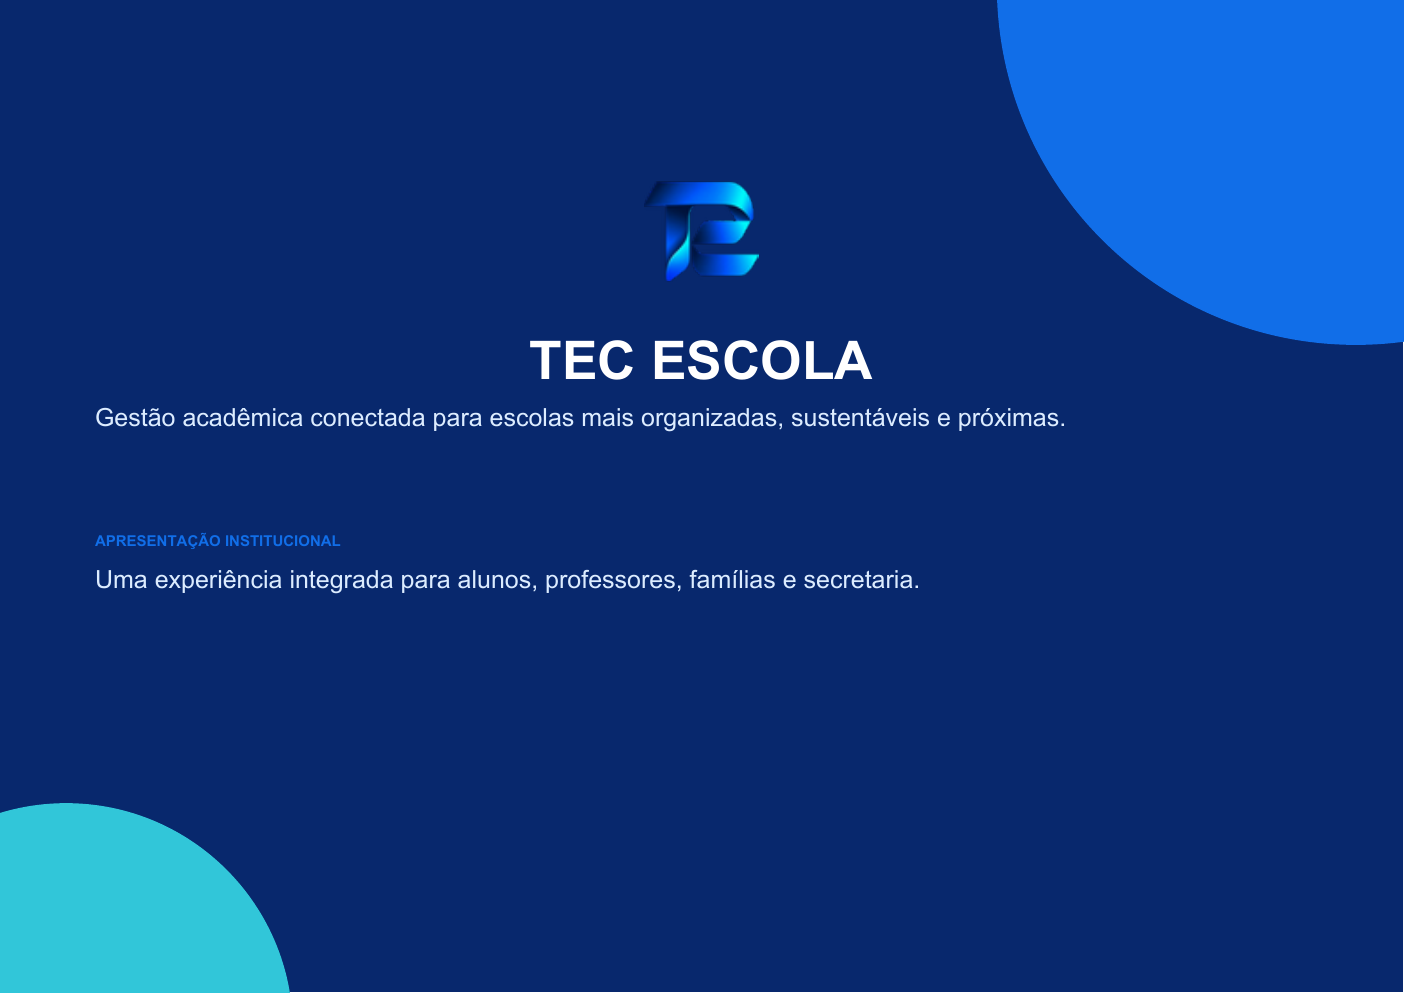 TEC ESCOLA
Gestão acadêmica conectada para escolas mais organizadas, sustentáveis e próximas.
APRESENTAÇÃO INSTITUCIONAL
Uma experiência integrada para alunos, professores, famílias e secretaria.